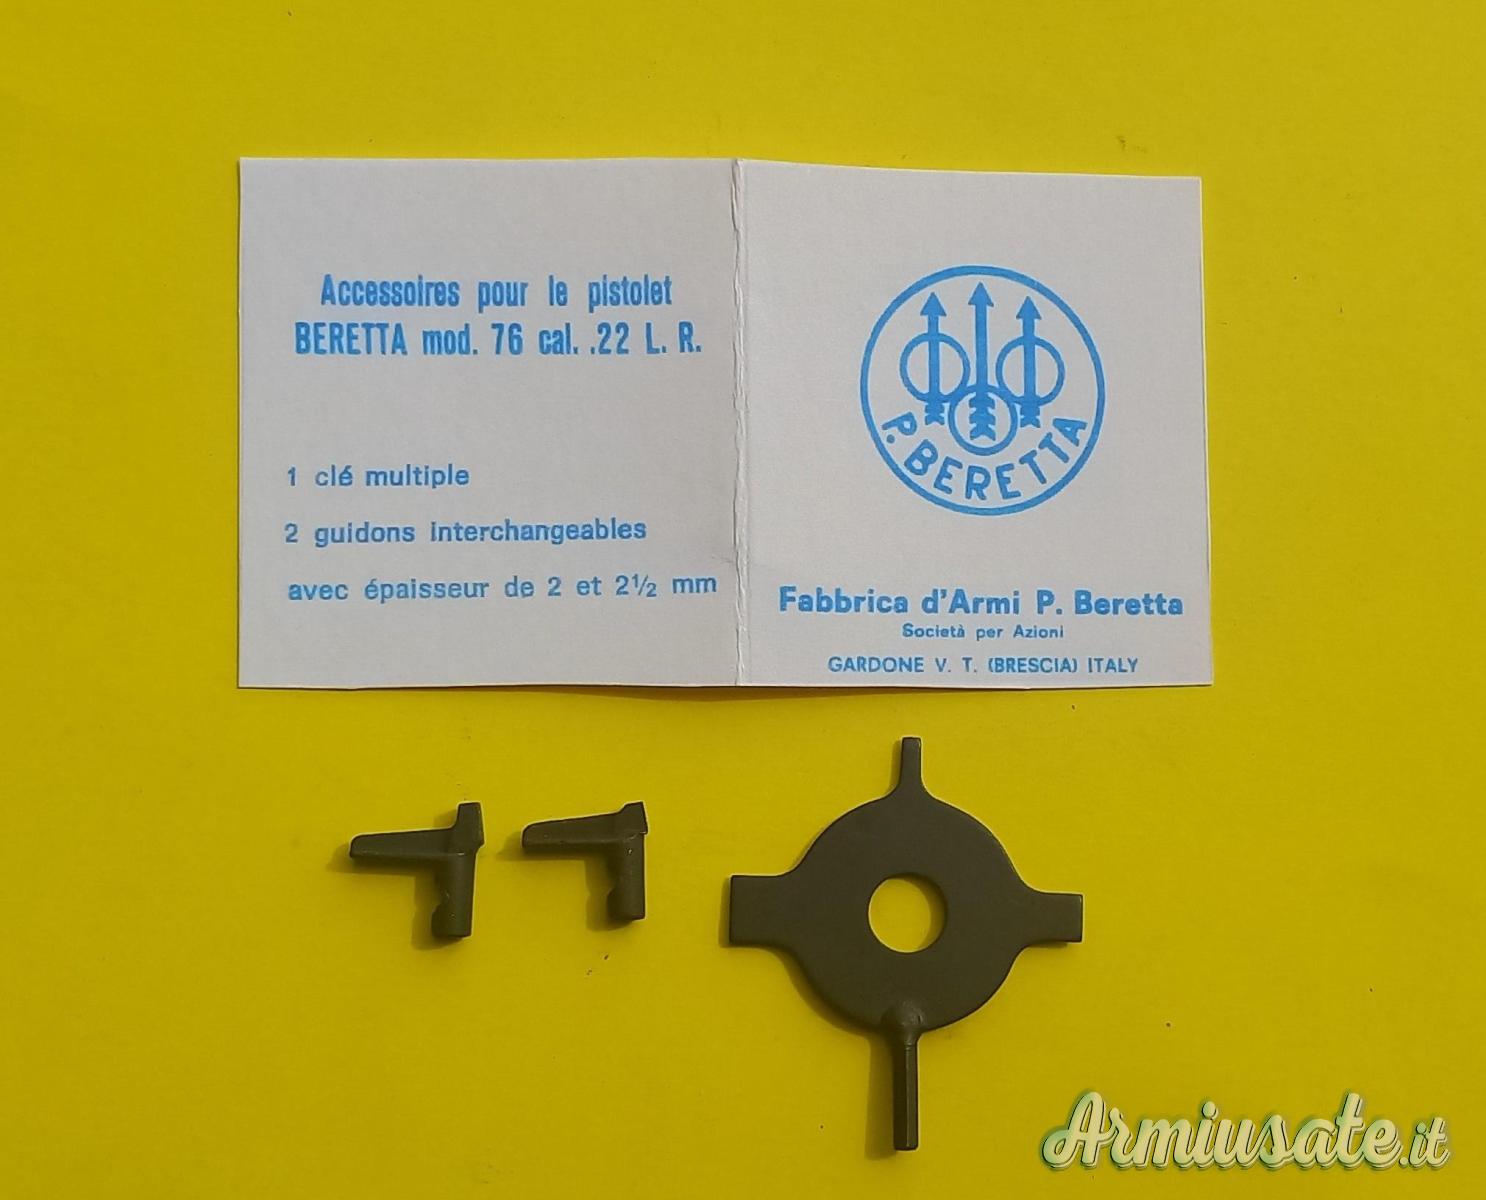 Accessoires pour le pistolet
BERETTA mod. 76 cal. .22 L. R.
1 clé multiple
2 guidons interchangeables
avec épaisseur de 2 et 2½ mm
P. BERETTA
Fabbrica d'Armi P. Beretta
Società per Azioni
GARDONE V. T. (BRESCIA) ITALY
Armiusate.it